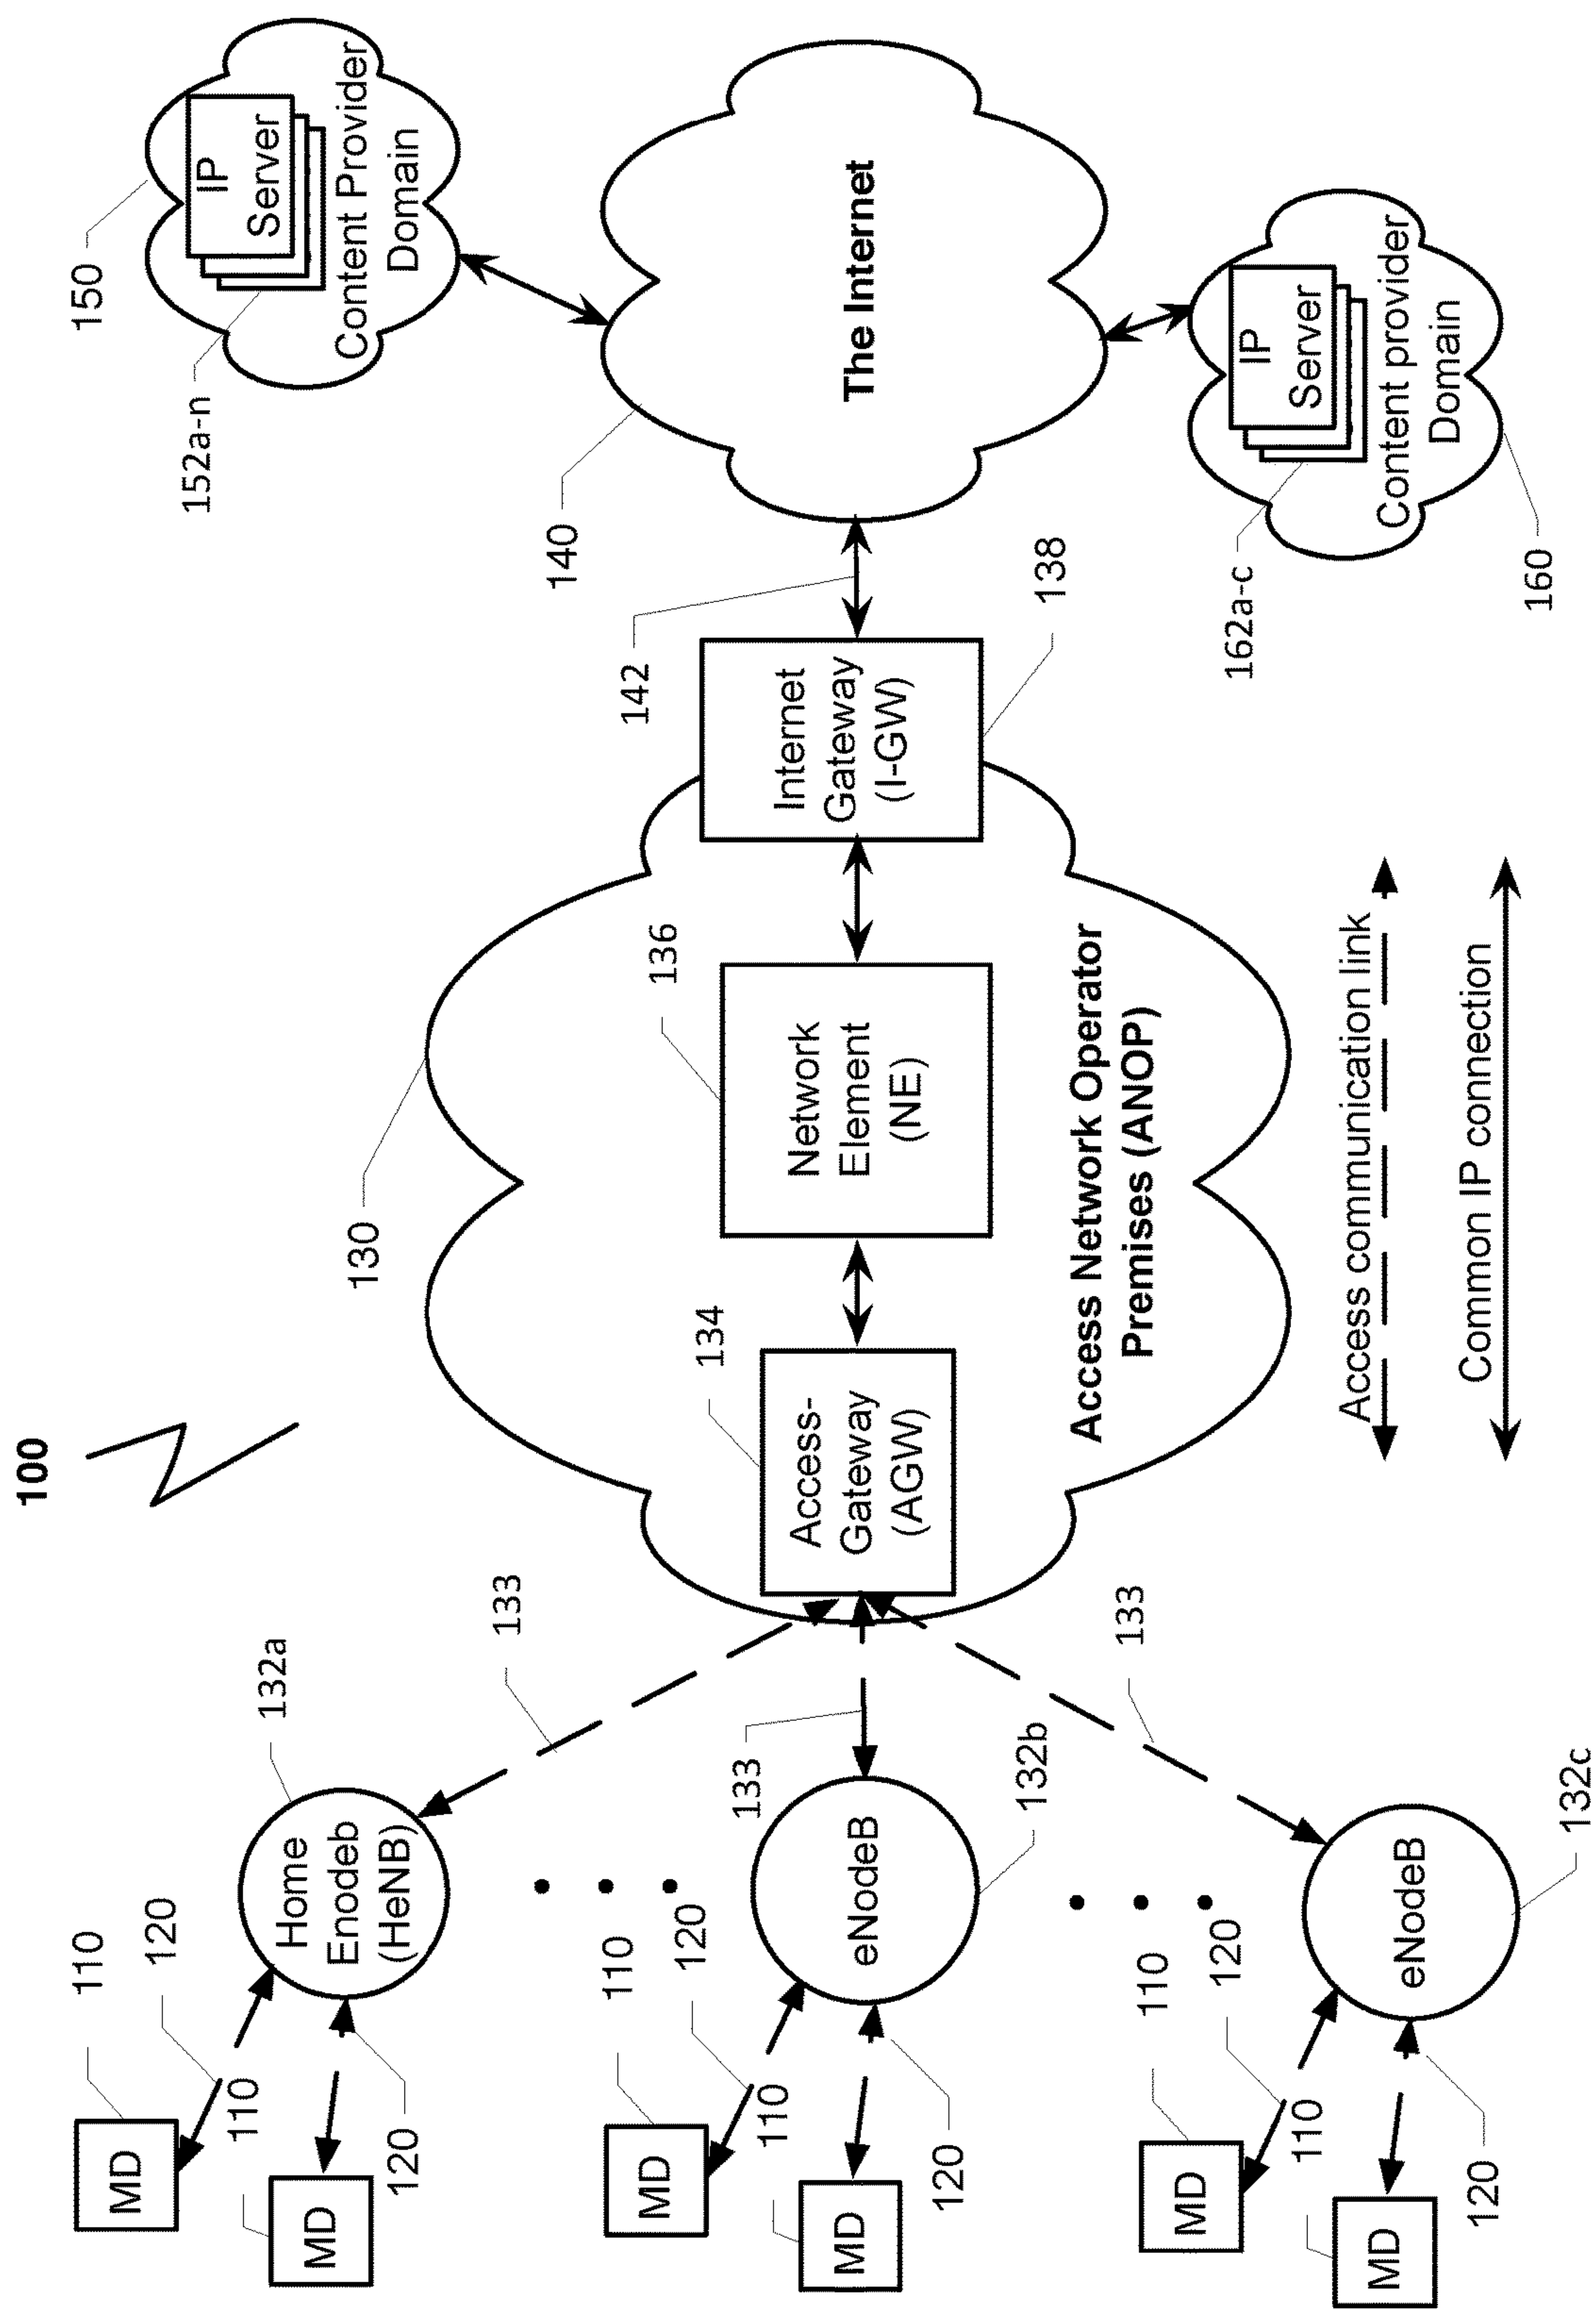 100
110
MD
120
110
MD
120
Home
Enodeb
(HeNB)
132a
133
110
MD
120
110
MD
120
eNodeB
132b
133
110
MD
120
110
MD
120
eNodeB
132c
133
130
134
Access-
Gateway
(AGW)
136
Network
Element
(NE)
Internet
Gateway
(I-GW)
138
142
Access Network Operator
Premises (ANOP)
140
The Internet
150
152a-n
IP
Server
Content Provider
Domain
162a-c
IP
Server
Content provider
Domain
160
Access communication link
Common IP connection